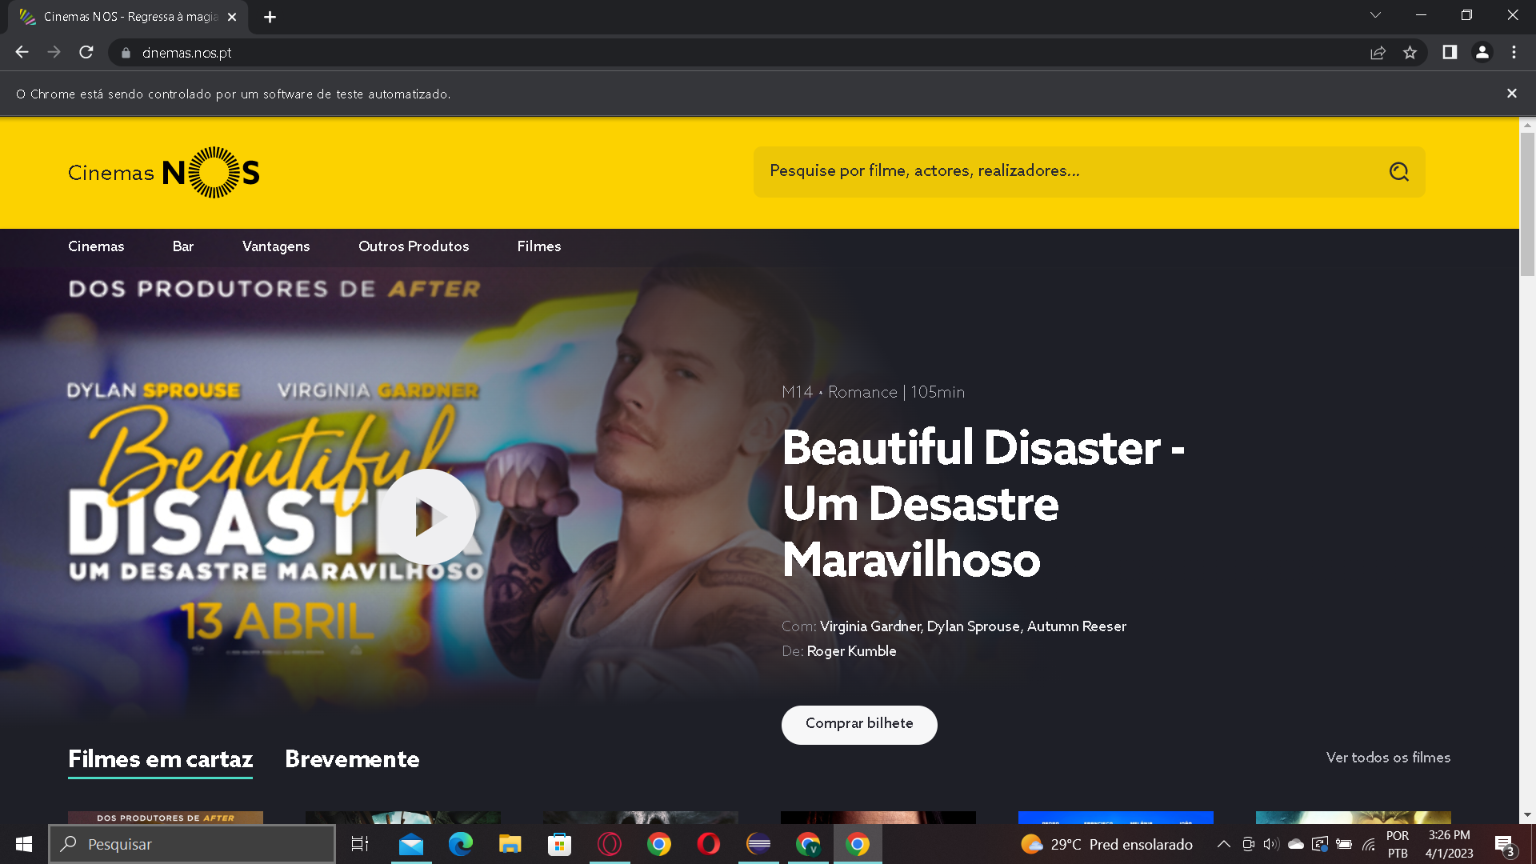 Cinemas NOS - Regressa à magia
cinemas.nos.pt
O Chrome está sendo controlado por um software de teste automatizado.
Cinemas NOS
Pesquise por filme, actores, realizadores...
Cinemas Bar Vantagens Outros Produtos Filmes
DOS PRODUTORES DE AFTER
DYLAN SPROUSE VIRGINIA GARDNER
Beautiful
DISASTER
UM DESASTRE MARAVILHOSO
13 ABRIL
M14 • Romance | 105min
Beautiful Disaster -
Um Desastre
Maravilhoso
Com: Virginia Gardner, Dylan Sprouse, Autumn Reeser
De: Roger Kumble
Comprar bilhete
Filmes em cartaz Brevemente Ver todos os filmes
DOS PRODUTORES DE AFTER
Pesquisar
29°C Pred ensolarado
POR
PTB
3:26 PM
4/1/2023
3